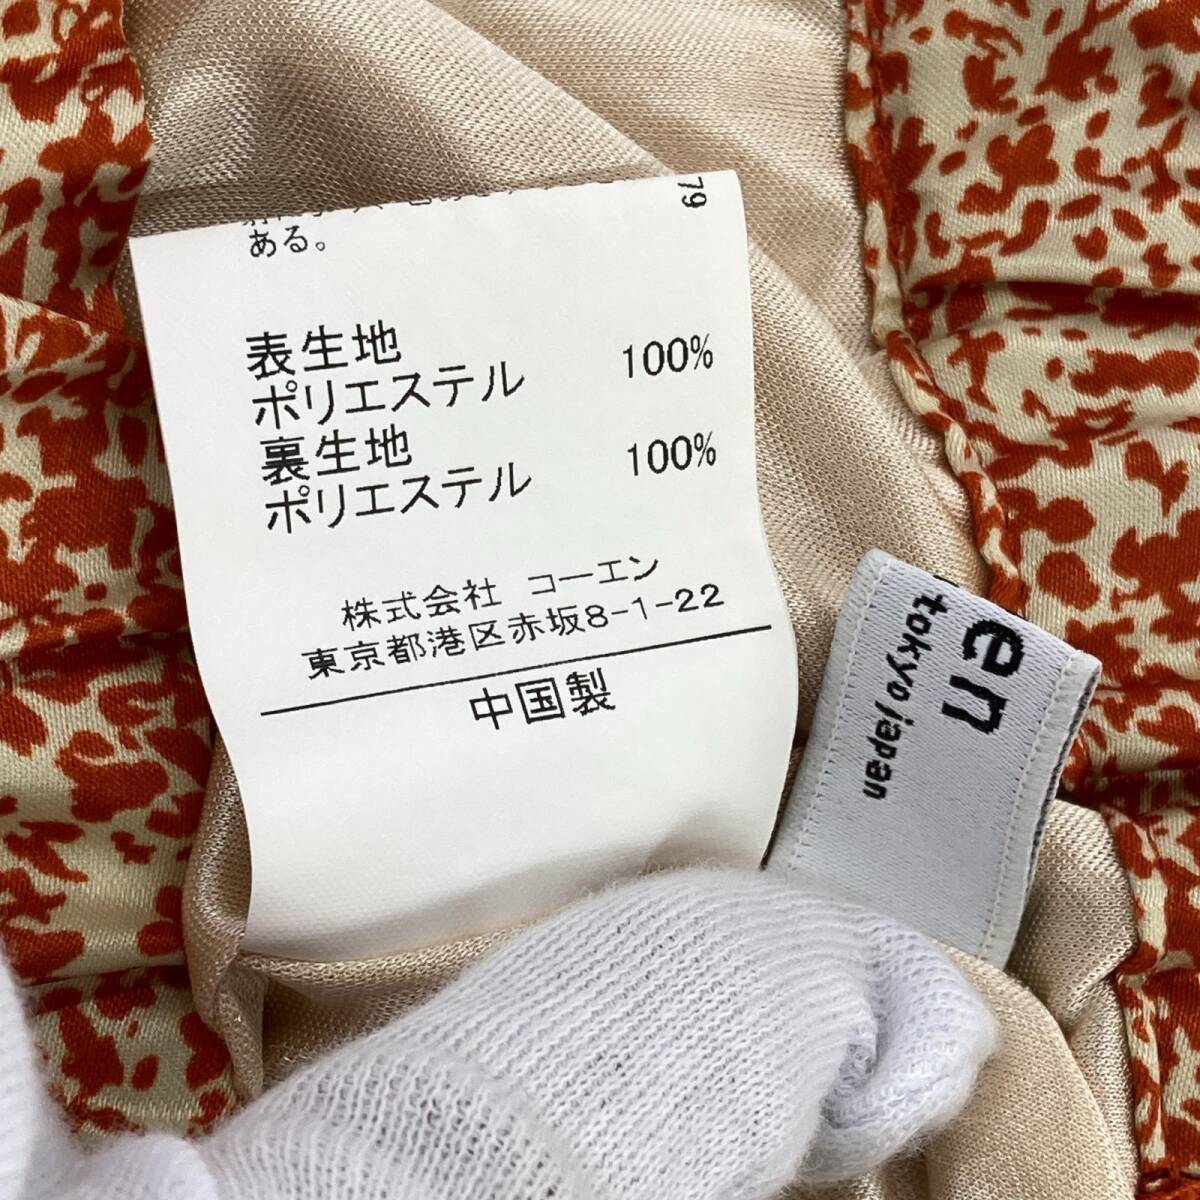 ある。
79
表生地
ポリエステル 100%
裏生地
ポリエステル 100%
株式会社 コーエン
東京都港区赤坂8-1-22
中国製
en
tokyo japan